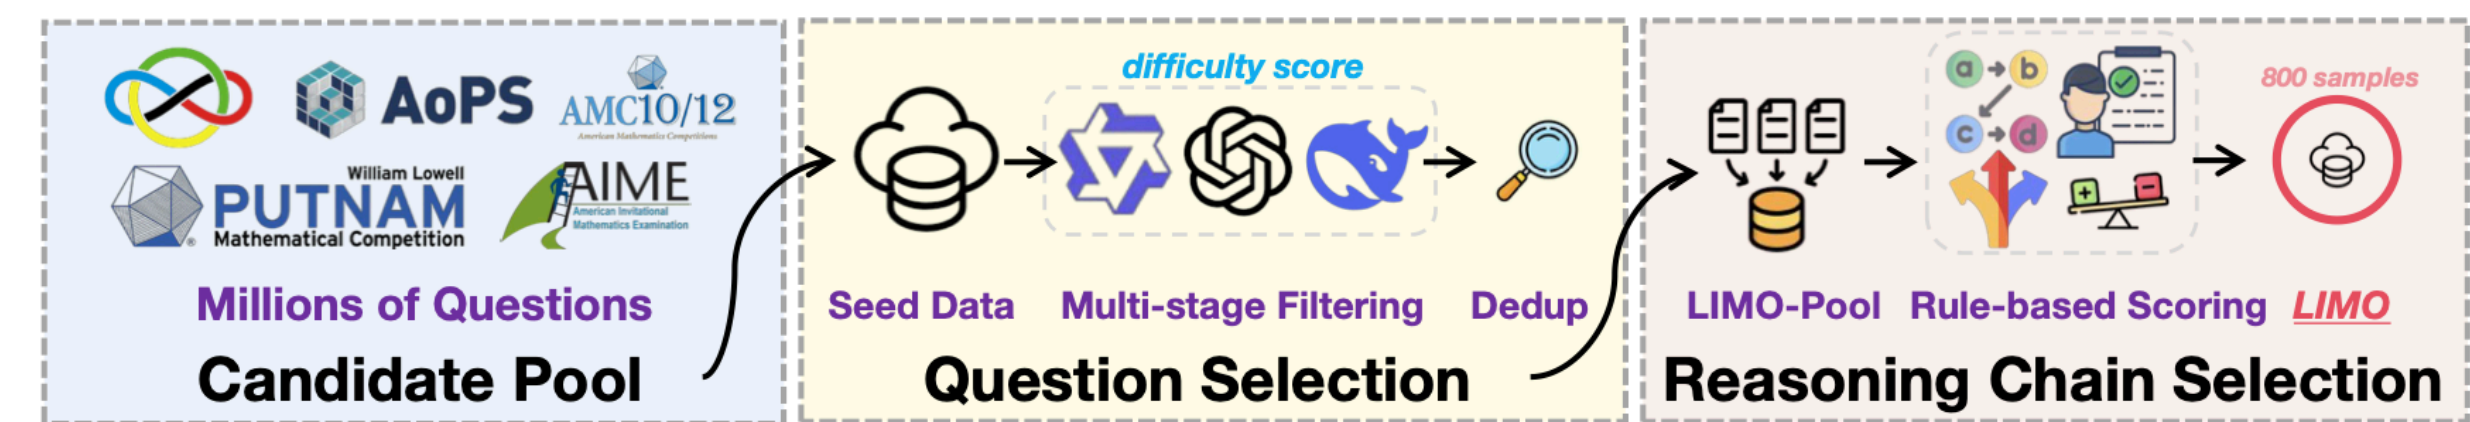 AoPS
AMC10/12
American Mathematics Competitions
William Lowell
PUTNAM
®
Mathematical Competition
AIME
American Invitational
Mathematics Examination
Millions of Questions
Candidate Pool
difficulty score
Seed Data
Multi-stage Filtering
Dedup
Question Selection
a
b
c
d
800 samples
LIMO-Pool
Rule-based Scoring
LIMO
Reasoning Chain Selection